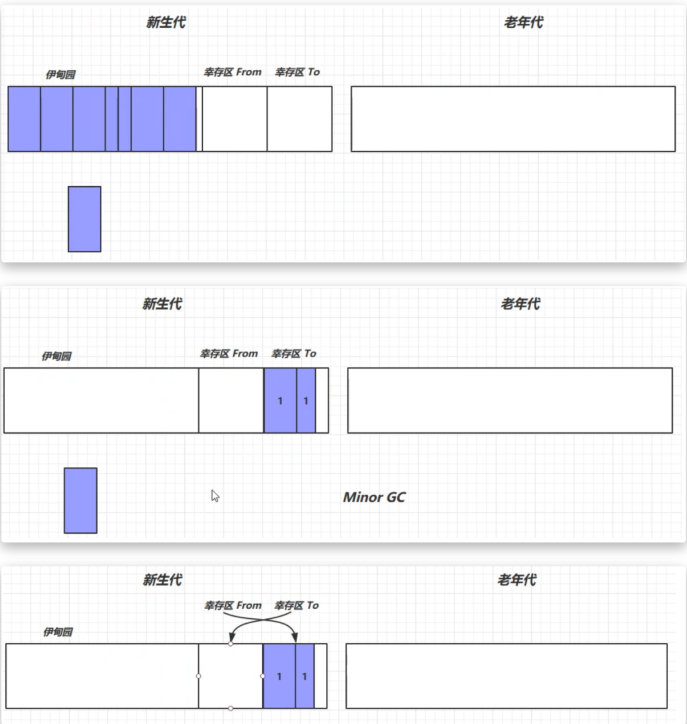 新生代 老年代
伊甸园 幸存区 From 幸存区 To
新生代 老年代
伊甸园 幸存区 From 幸存区 To
1 1
Minor GC
新生代 老年代
幸存区 From 幸存区 To
伊甸园
1 1